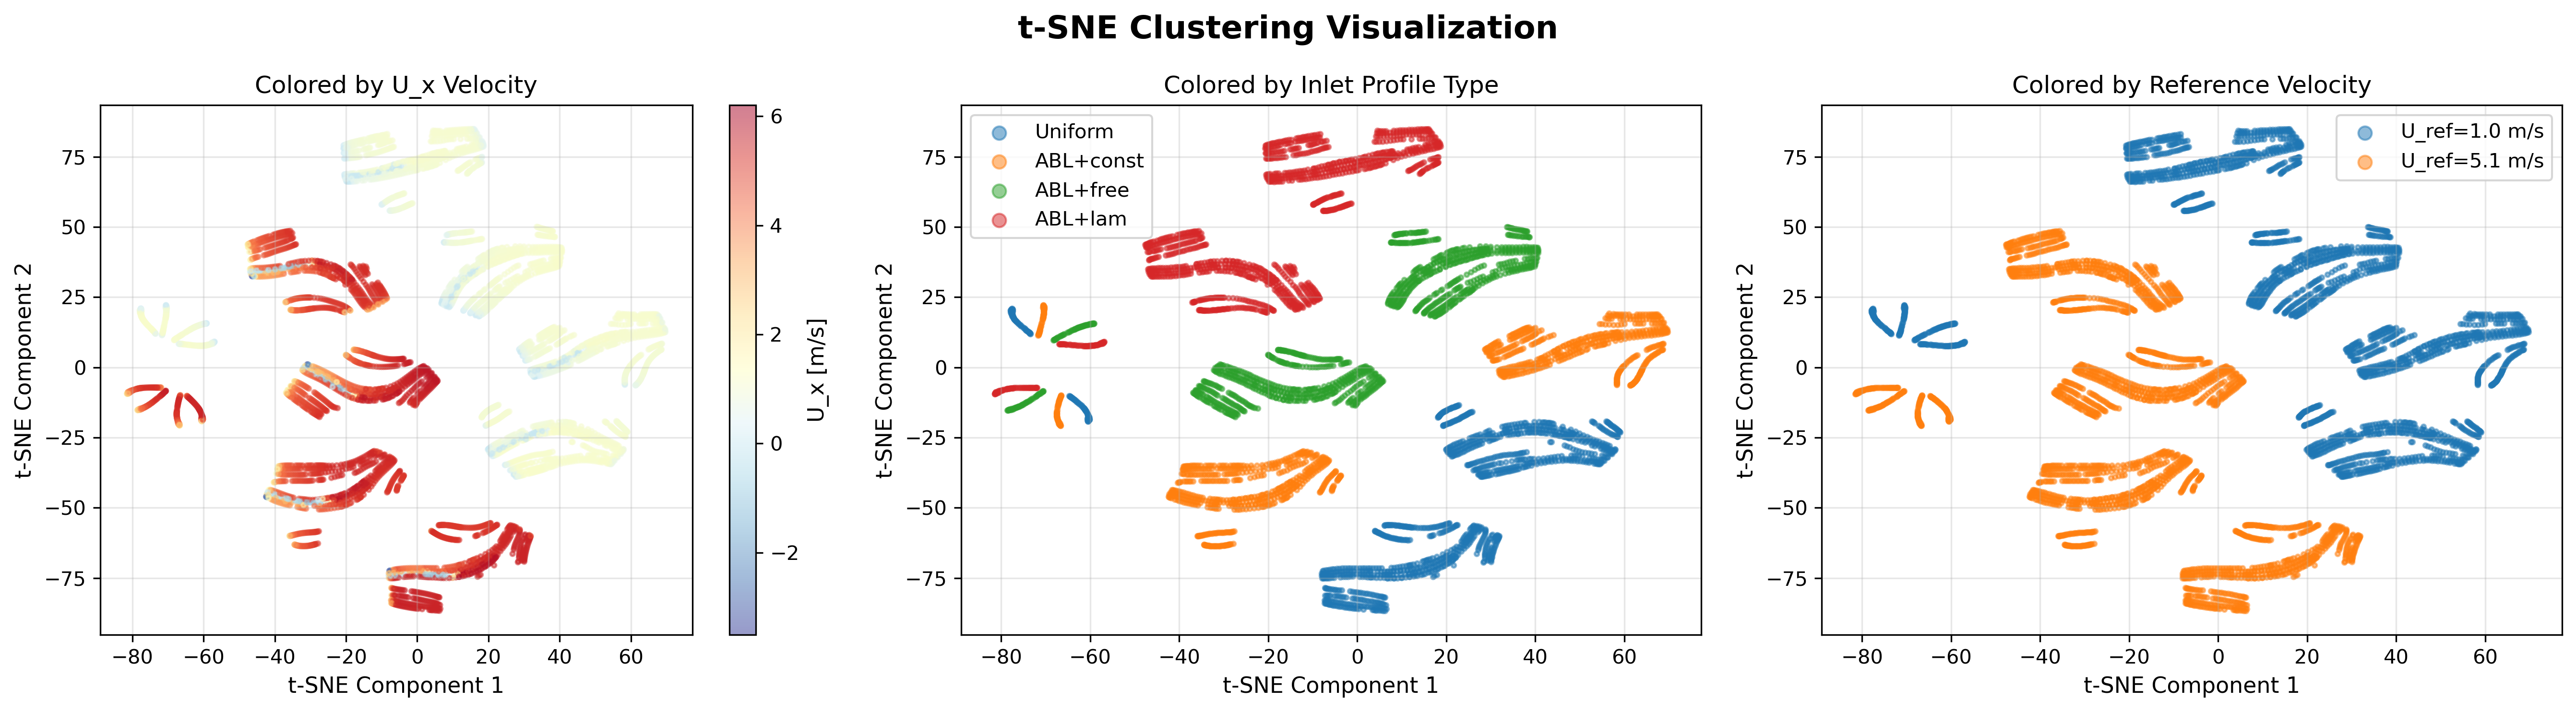 t-SNE Clustering Visualization
Colored by U_x Velocity
75
50
25
0
−25
−50
−75
t-SNE Component 2
−80 −60 −40 −20 0 20 40 60
t-SNE Component 1
6
4
2
0
−2
U_x [m/s]
Colored by Inlet Profile Type
Uniform
ABL+const
ABL+free
ABL+lam
75
50
25
0
−25
−50
−75
t-SNE Component 2
−80 −60 −40 −20 0 20 40 60
t-SNE Component 1
Colored by Reference Velocity
U_ref=1.0 m/s
U_ref=5.1 m/s
75
50
25
0
−25
−50
−75
t-SNE Component 2
−80 −60 −40 −20 0 20 40 60
t-SNE Component 1